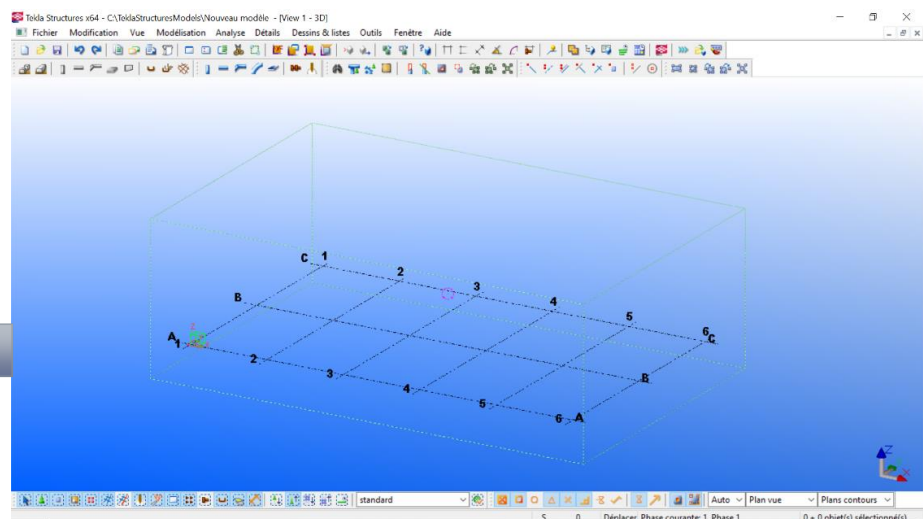 Tekla Structures x64 - C:\TeklaStructuresModels\Nouveau modèle - [View 1 - 3D]
Fichier Modification Vue Modélisation Analyse Détails Dessins & listes Outils Fenêtre Aide
C 1
2
3
4
5
6
C
B
B
A
1
2
3
4
5
6 A
Z
standard
Auto
Plan vue
Plans contours
S 0 Déplacer Phase courante: 1, Phase 1 0 + 0 objet(s) sélectionné(s)